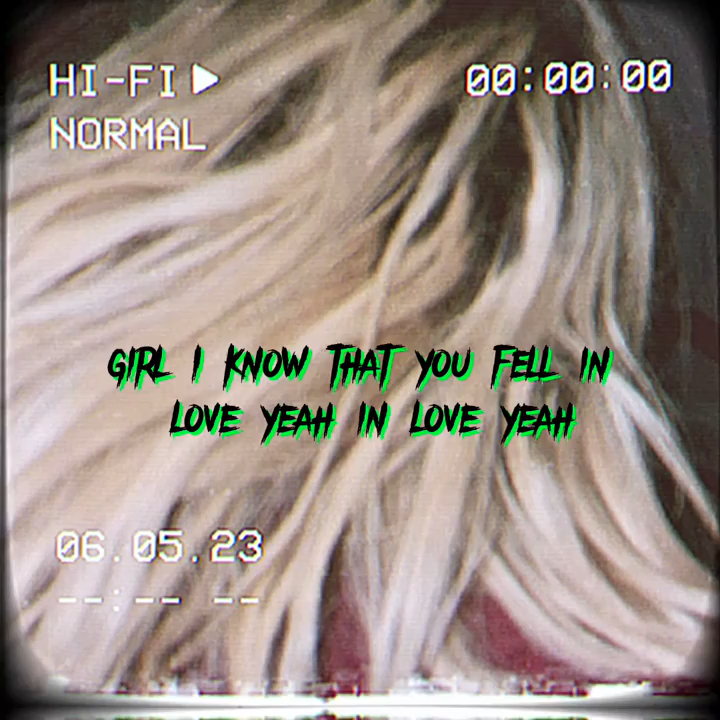 HI-FI ▶ 00:00:00
NORMAL
GIRL I KNOW THAT YOU FELL IN
LOVE YEAH IN LOVE YEAH
06.05.23
--:-- --